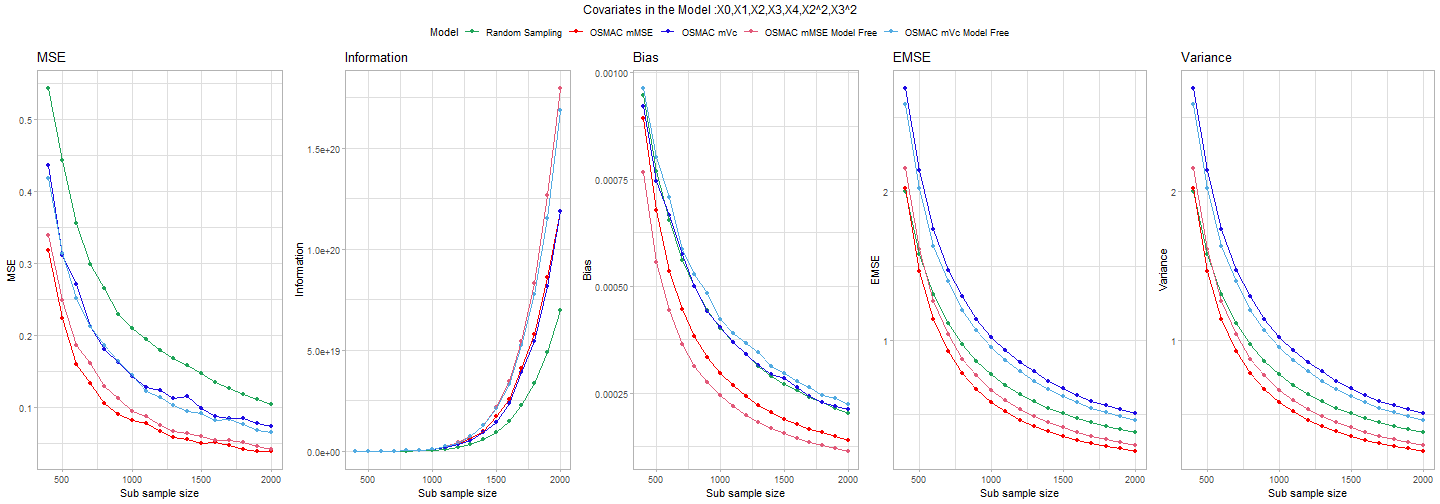 Covariates in the Model :X0,X1,X2,X3,X4,X2^2,X3^2
Model Random Sampling OSMAC mMSE OSMAC mVc OSMAC mMSE Model Free OSMAC mVc Model Free
MSE
0.5
0.4
0.3
0.2
0.1
MSE
500 1000 1500 2000
Sub sample size
Information
1.5e+20
1.0e+20
5.0e+19
0.0e+00
Information
500 1000 1500 2000
Sub sample size
Bias
0.00100
0.00075
0.00050
0.00025
Bias
500 1000 1500 2000
Sub sample size
EMSE
2
1
EMSE
500 1000 1500 2000
Sub sample size
Variance
2
1
Variance
500 1000 1500 2000
Sub sample size